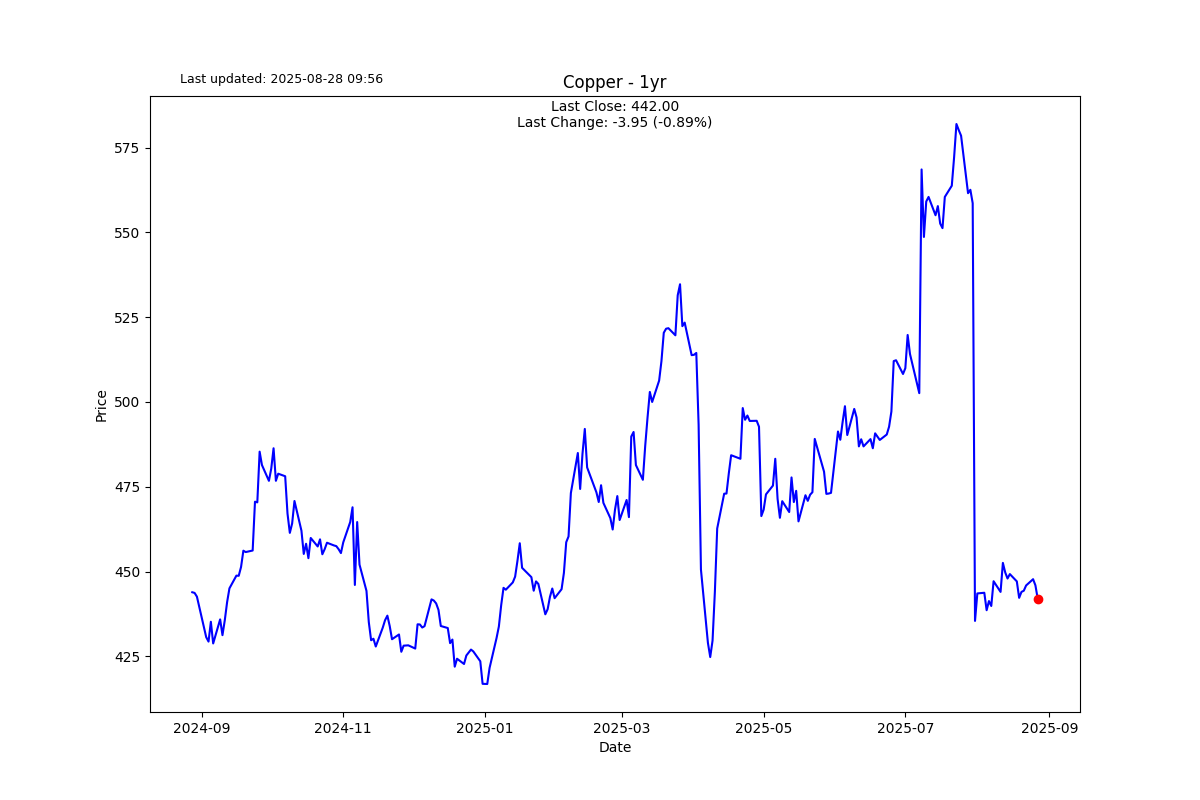 Last updated: 2025-08-28 09:56
Copper - 1yr
Last Close: 442.00
Last Change: -3.95 (-0.89%)
575
550
525
500
475
450
425
Price
2024-09 2024-11 2025-01 2025-03 2025-05 2025-07 2025-09
Date